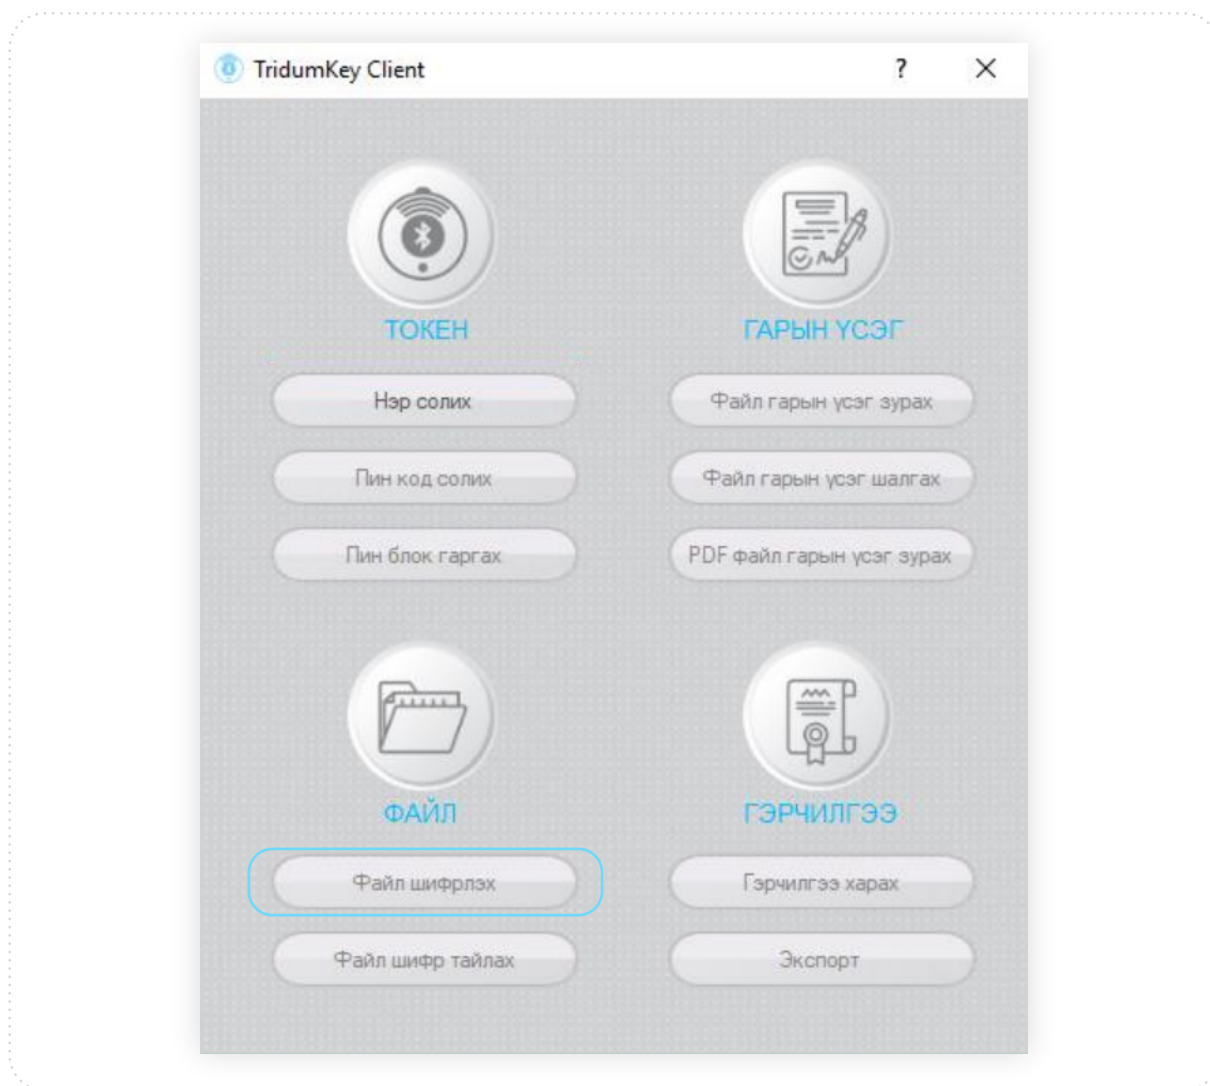 TridumKey Client
?
ТОКЕН
Нэр солих
Пин код солих
Пин блок гаргах
ГАРЫН ҮСЭГ
Файл гарын үсэг зурах
Файл гарын үсэг шалгах
PDF файл гарын үсэг зурах
ФАЙЛ
Файл шифрлэх
Файл шифр тайлах
ГЭРЧИЛГЭЭ
Гэрчилгээ харах
Экспорт